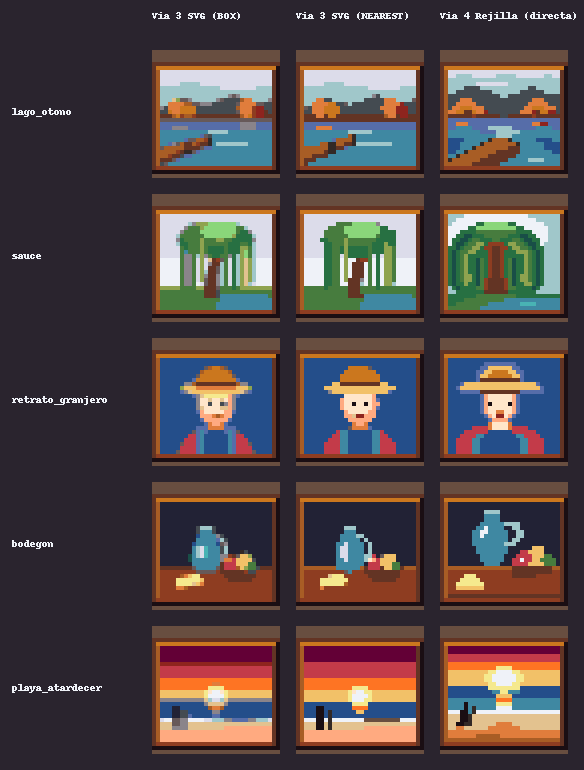 Via 3 SVG (BOX)
Via 3 SVG (NEAREST)
Via 4 Rejilla (directa)
lago_otono
sauce
retrato_granjero
bodegon
playa_atardecer